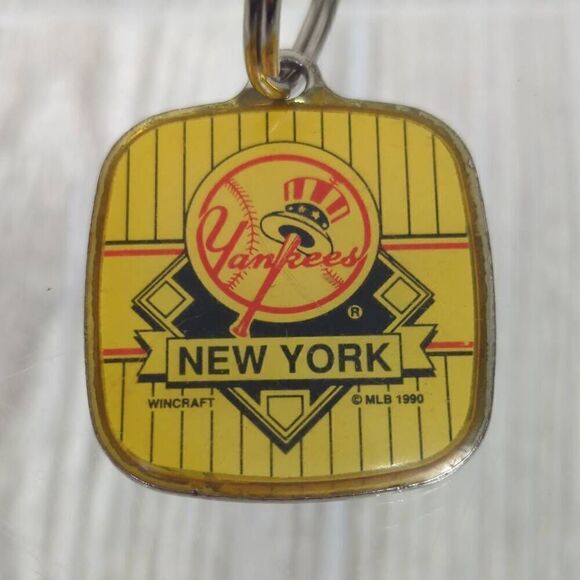 Yankees
®
NEW YORK
WINCRAFT © MLB 1990